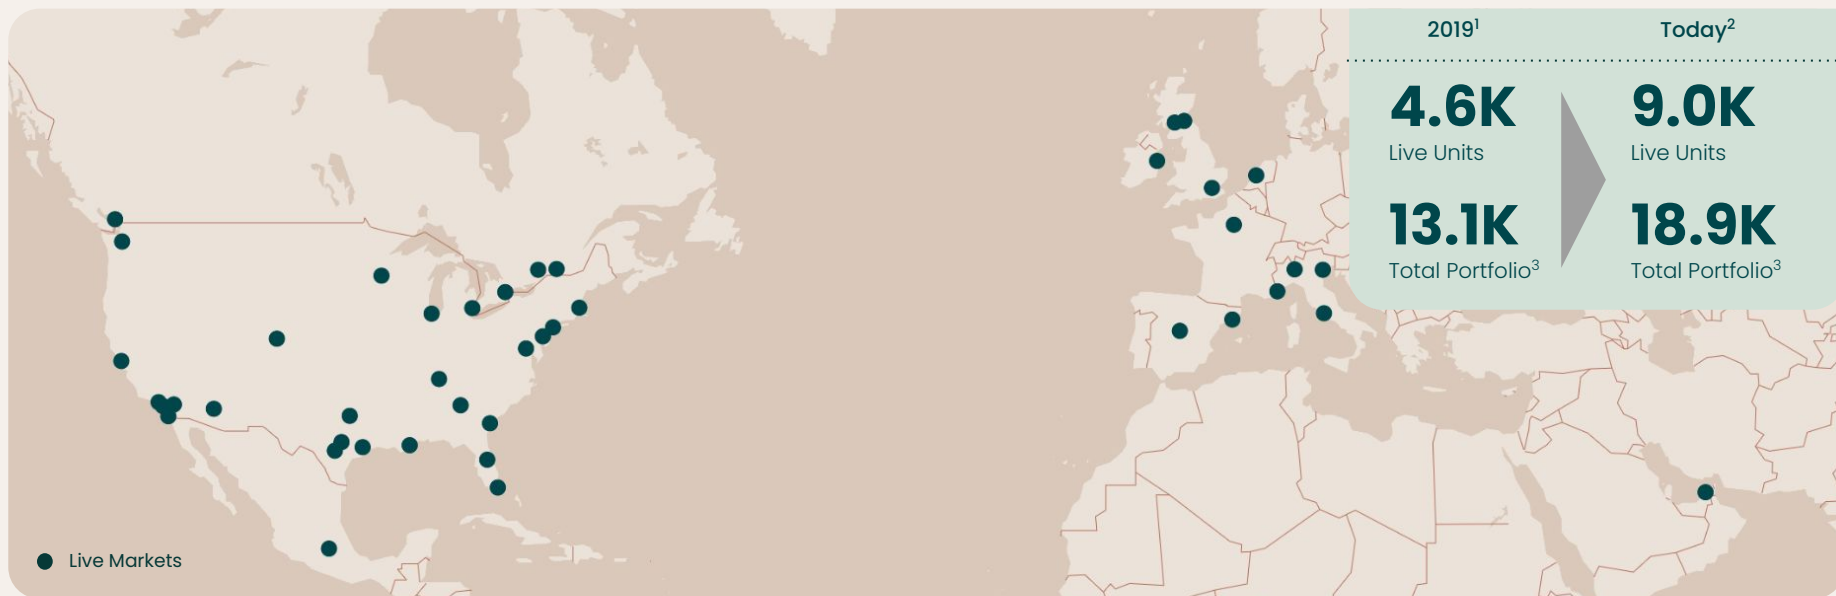 2019¹ Today²
4.6K 9.0K
Live Units Live Units
13.1K 18.9K
Total Portfolio³ Total Portfolio³
Live Markets